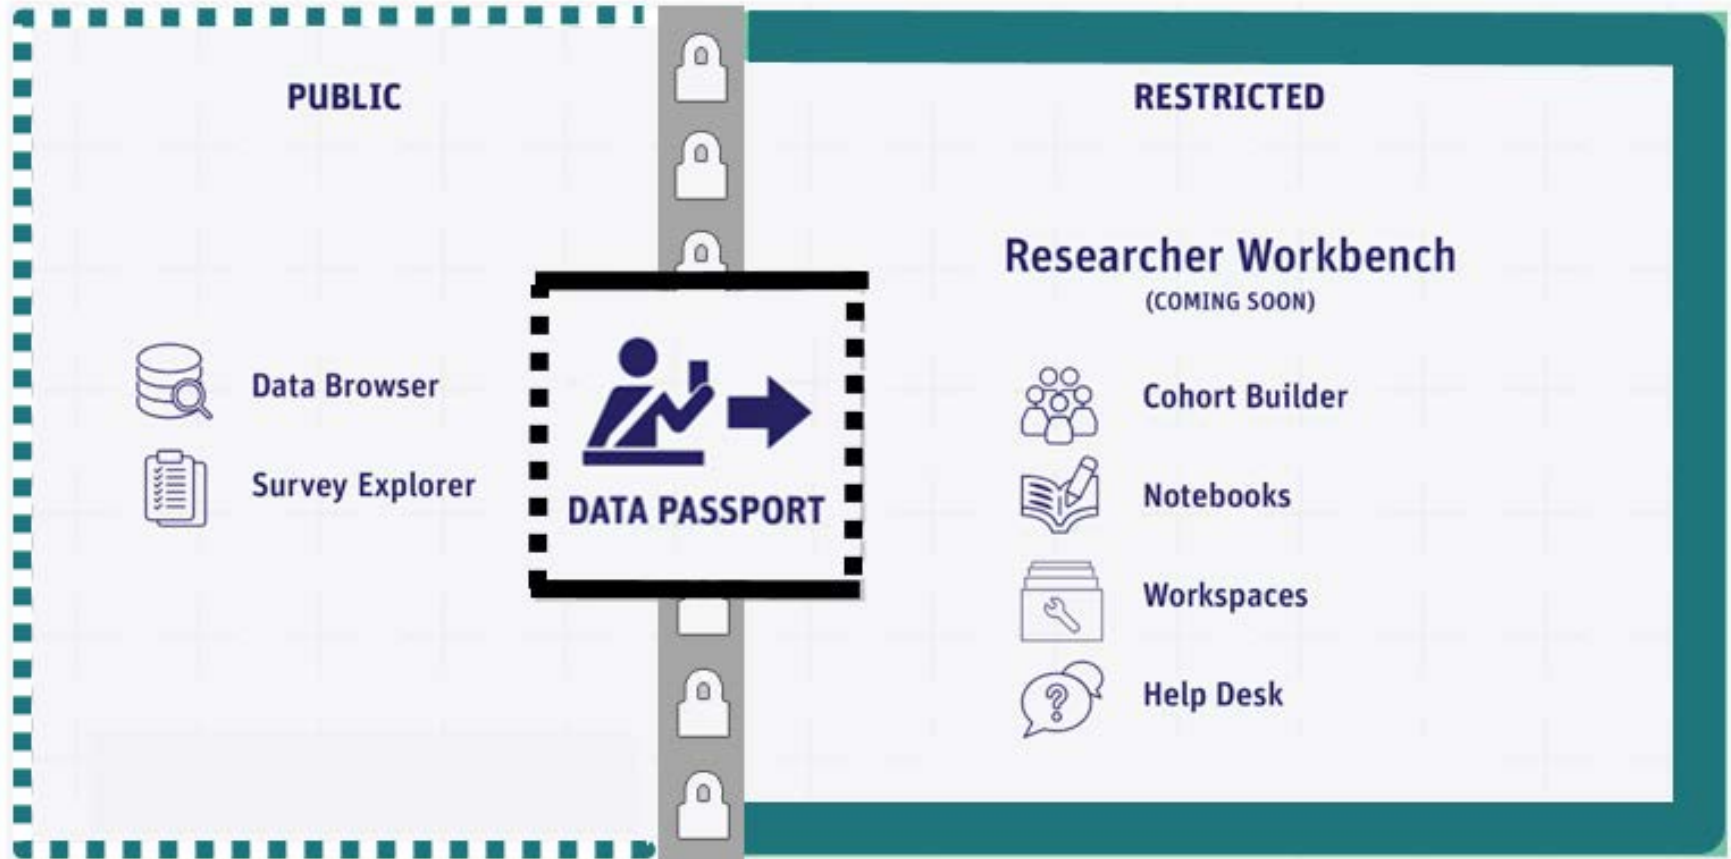 PUBLIC
Data Browser
Survey Explorer
DATA PASSPORT
RESTRICTED
Researcher Workbench
(COMING SOON)
Cohort Builder
Notebooks
Workspaces
Help Desk